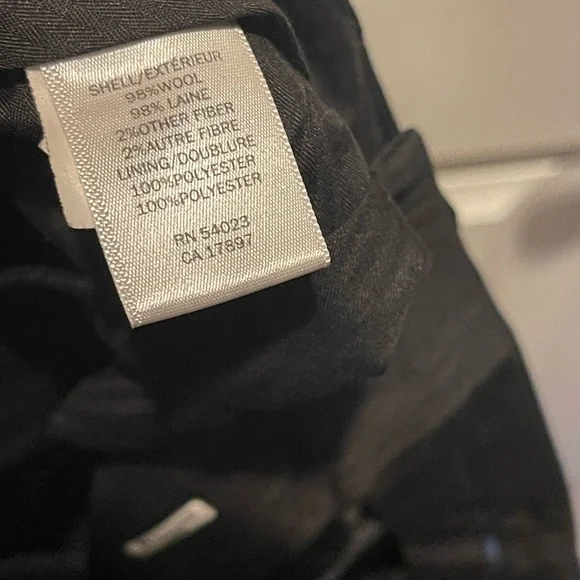 SHELL/EXTÉRIEUR
98%WOOL
98% LAINE
2%OTHER FIBER
2%AUTRE FIBRE
LINING/DOUBLURE
100%POLYESTER
100%POLYESTER
RN 54023
CA 17897